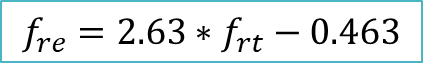 f_re = 2.63 * f_rt − 0.463